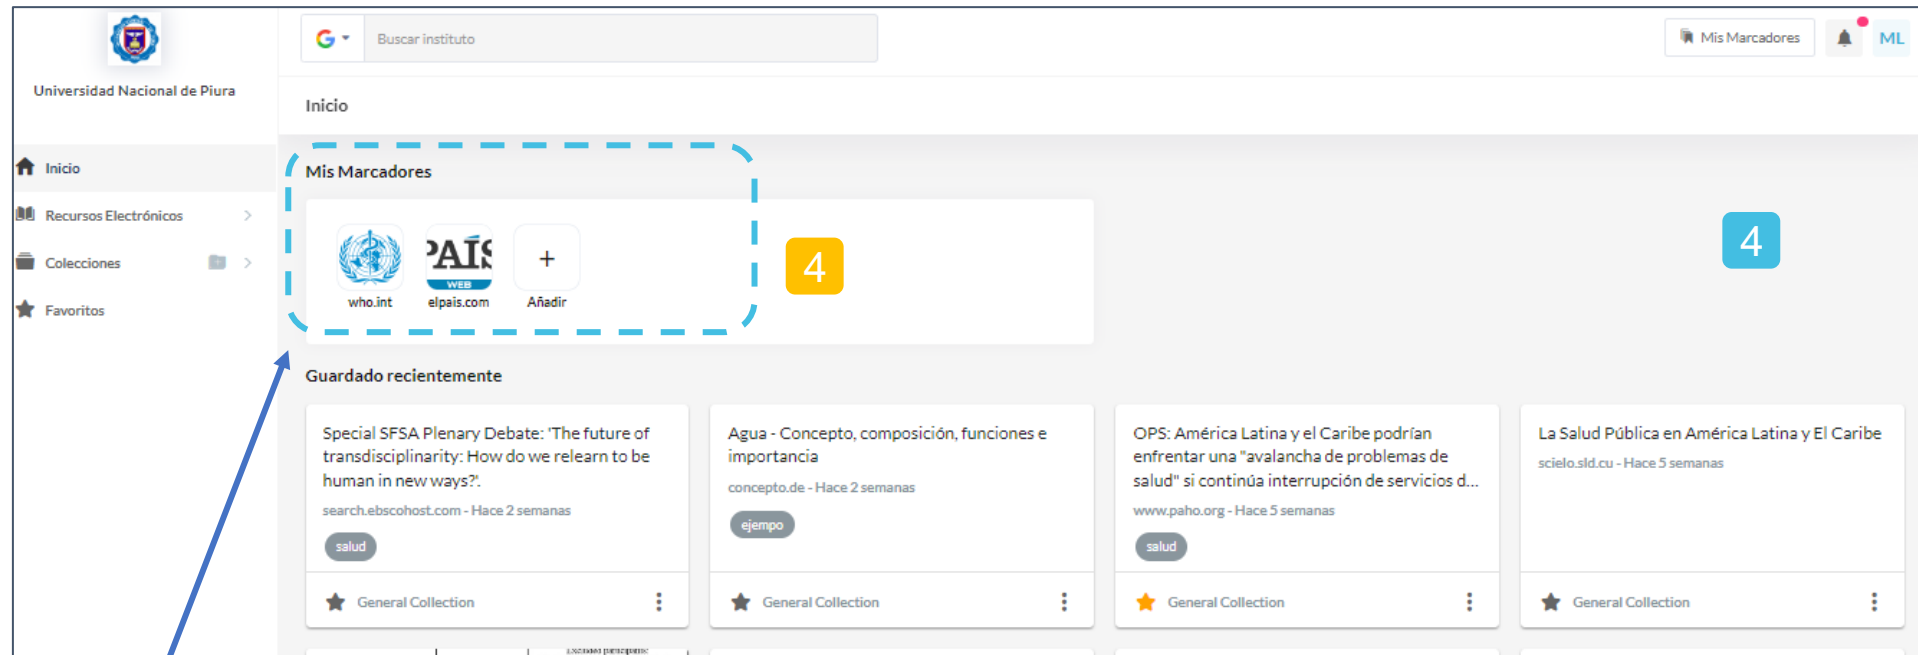 Universidad Nacional de Piura
Inicio
Recursos Electrónicos
Colecciones
Favoritos
Buscar instituto
Mis Marcadores
ML
Inicio
Mis Marcadores
PAÍS
WEB
who.int
elpais.com
+
Añadir
4
4
Guardado recientemente
Special SFSA Plenary Debate: 'The future of
transdisciplinarity: How do we relearn to be
human in new ways?'.
search.ebscohost.com - Hace 2 semanas
salud
General Collection
Agua - Concepto, composición, funciones e
importancia
concepto.de - Hace 2 semanas
ejempo
General Collection
OPS: América Latina y el Caribe podrían
enfrentar una "avalancha de problemas de
salud" si continúa interrupción de servicios d...
www.paho.org - Hace 5 semanas
salud
General Collection
La Salud Pública en América Latina y El Caribe
scielo.sld.cu - Hace 5 semanas
General Collection